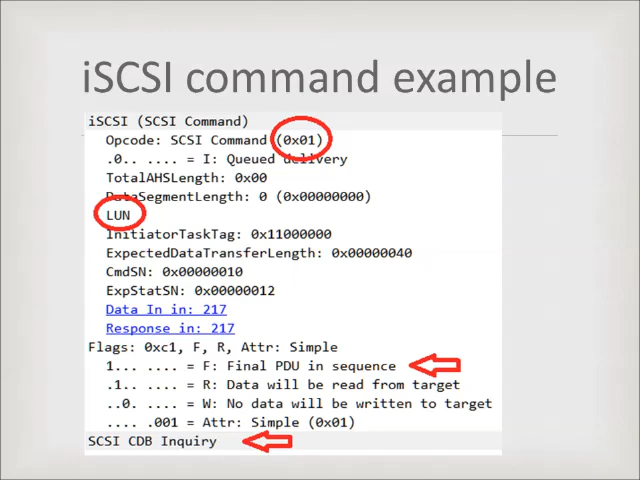 iSCSI command example
iSCSI (SCSI Command)
Opcode: SCSI Command (0x01)
.0.. .... = I: Queued delivery
TotalAHSLength: 0x00
DataSegmentLength: 0 (0x00000000)
LUN
InitiatorTaskTag: 0x11000000
ExpectedDataTransferLength: 0x00000040
CmdSN: 0x00000010
ExpStatSN: 0x00000012
Data In in: 217
Response in: 217
Flags: 0xc1, F, R, Attr: Simple
1... .... = F: Final PDU in sequence
.1.. .... = R: Data will be read from target
..0. .... = W: No data will be written to target
.... .001 = Attr: Simple (0x01)
SCSI CDB Inquiry